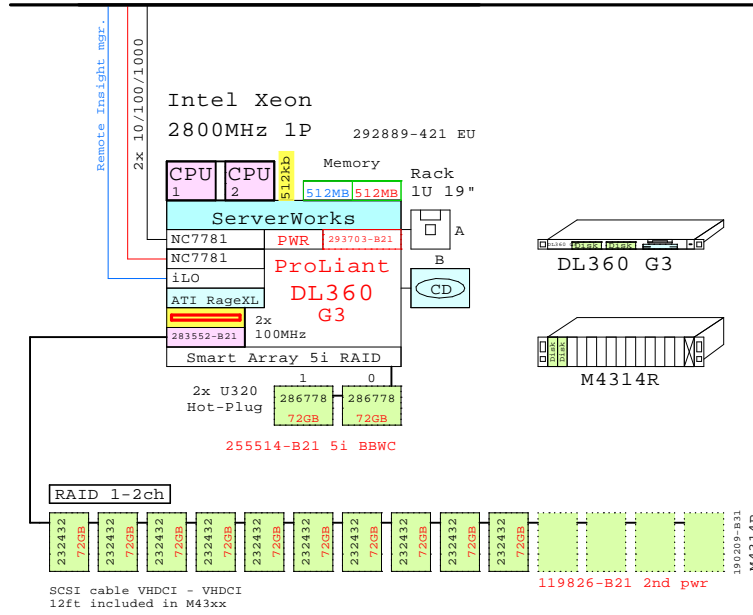 Remote Insight mgr.
2x 10/100/1000
Intel Xeon
2800MHz 1P
292889-421 EU
CPU
1
CPU
2
512kb
Memory
512MB
512MB
Rack
1U 19"
ServerWorks
NC7781
PWR
293703-B21
A
NC7781
ProLiant
B
iLO
DL360
CD
ATI RageXL
G3
2x
100MHz
283552-B21
Smart Array 5i RAID
2x U320
Hot-Plug
1
0
286778
72GB
286778
72GB
255514-B21 5i BBWC
DL360 G3
Disk
Disk
DL360 G3
Disk
Disk
M4314R
RAID 1-2ch
232432
72GB
232432
72GB
232432
72GB
232432
72GB
232432
72GB
232432
72GB
232432
72GB
232432
72GB
232432
72GB
232432
72GB
119826-B21 2nd pwr
190209-B31
M4314R
SCSI cable VHDCI - VHDCI
12ft included in M43xx